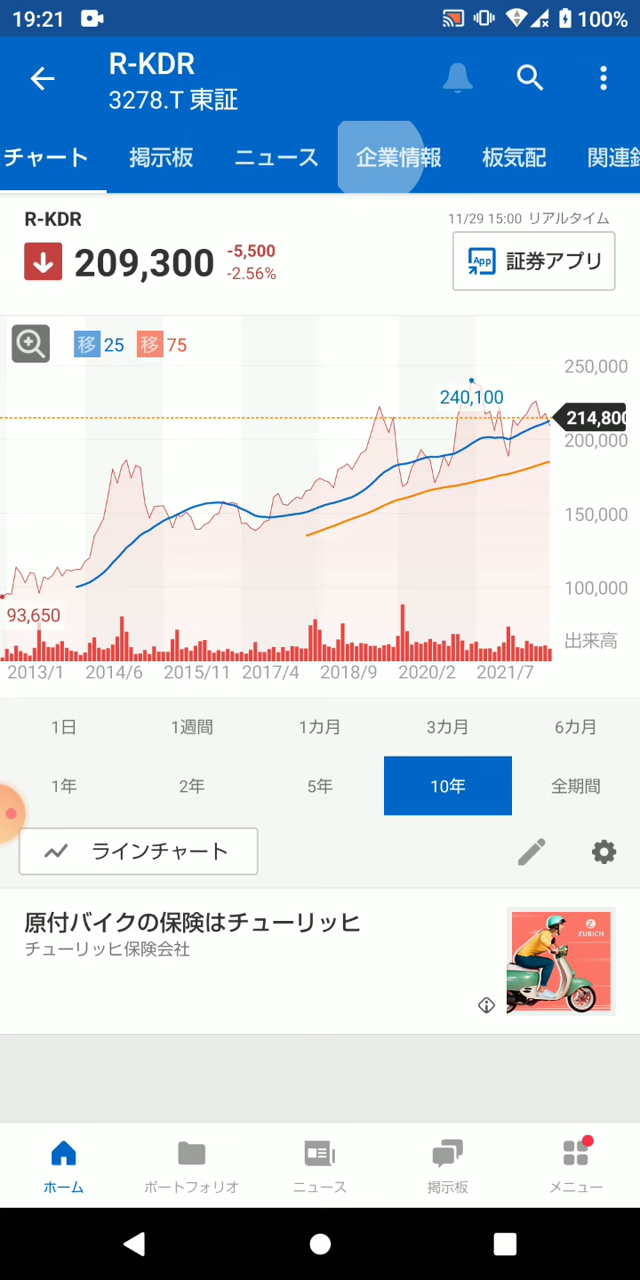 19:21 100%
R-KDR
3278.T 東証
チャート 掲示板 ニュース 企業情報 板気配 関連
R-KDR
11/29 15:00 リアルタイム
209,300
-5,500
-2.56%
App 証券アプリ
移 25 移 75
250,000
240,100
214,800
200,000
150,000
100,000
93,650
出来高
2013/1 2014/6 2015/11 2017/4 2018/9 2020/2 2021/7
1日 1週間 1カ月 3カ月 6カ月
1年 2年 5年 10年 全期間
ラインチャート
原付バイクの保険はチューリッヒ
チューリッヒ保険会社
ZURICH
ホーム ポートフォリオ ニュース 掲示板 メニュー